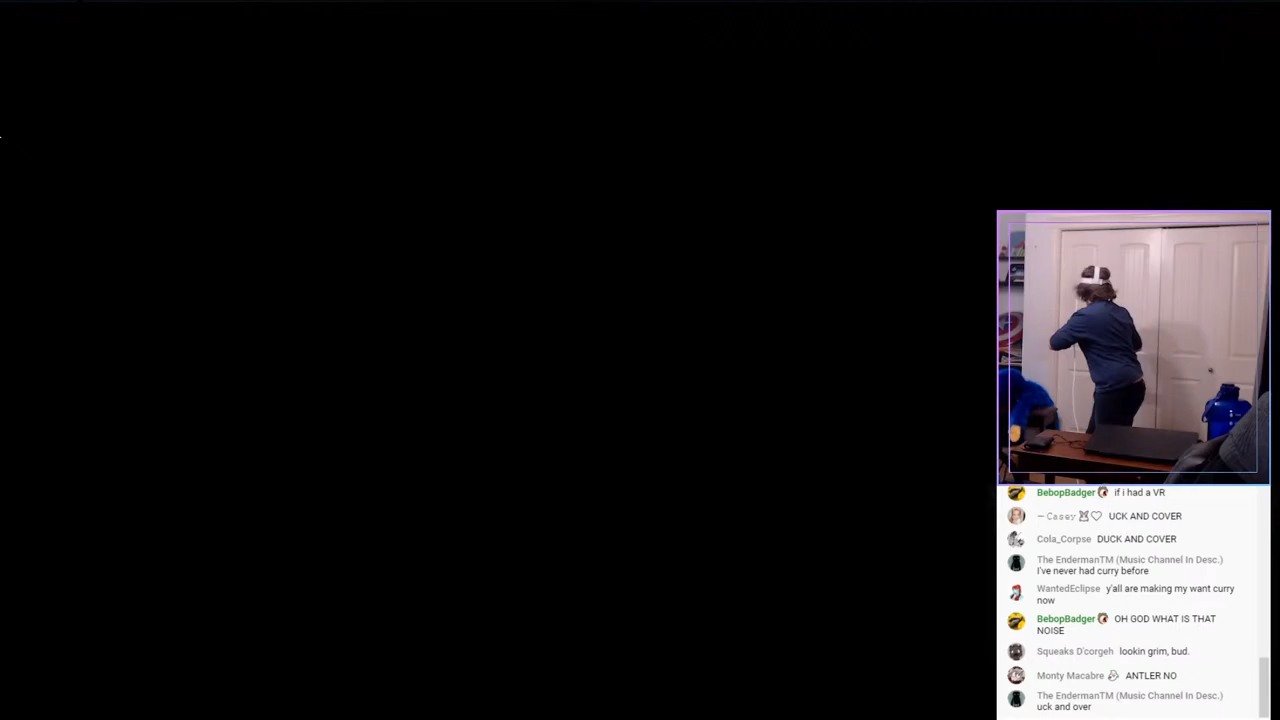 BebopBadger if i had a VR
—Casey UCK AND COVER
Cola_Corpse DUCK AND COVER
The EndermanTM (Music Channel In Desc.)
I've never had curry before
WantedEclipse y'all are making my want curry
now
BebopBadger OH GOD WHAT IS THAT
NOISE
Squeaks D'corgeh lookin grim, bud.
Monty Macabre ANTLER NO
The EndermanTM (Music Channel In Desc.)
uck and over